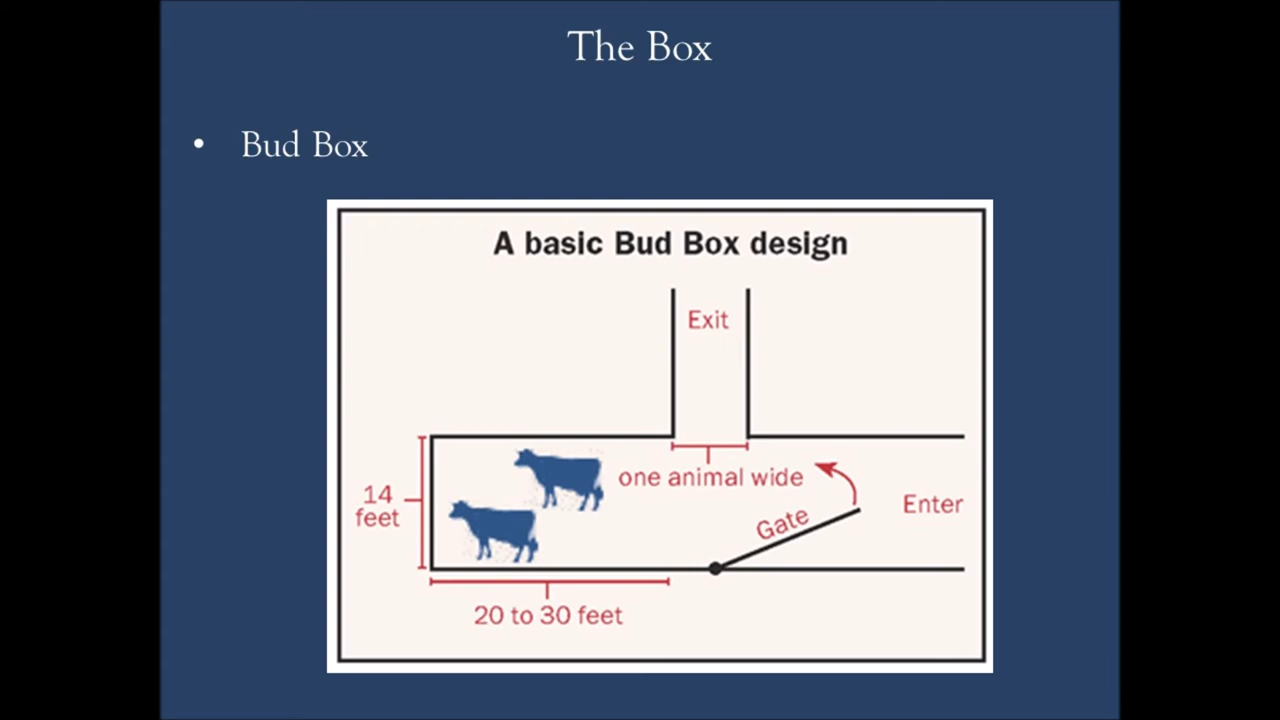 The Box
• Bud Box
A basic Bud Box design
Exit
one animal wide
14
feet
Gate
Enter
20 to 30 feet